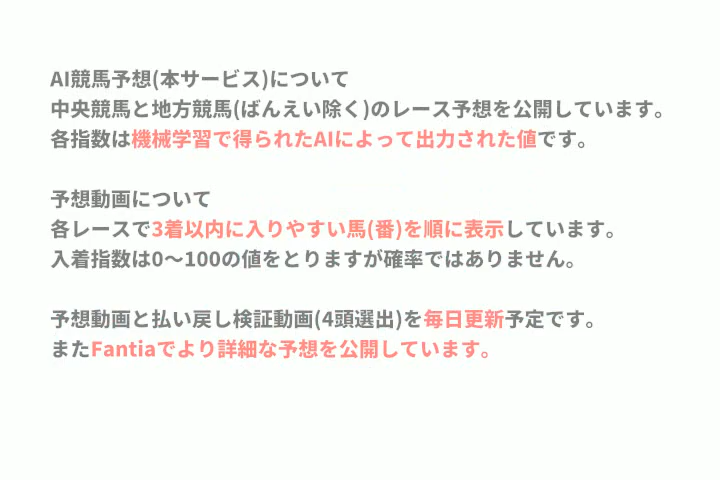 AI競馬予想(本サービス)について
中央競馬と地方競馬(ばんえい除く)のレース予想を公開しています。
各指数は機械学習で得られたAIによって出力された値です。
予想動画について
各レースで3着以内に入りやすい馬(番)を順に表示しています。
入着指数は0～100の値をとりますが確率ではありません。
予想動画と払い戻し検証動画(4頭選出)を毎日更新予定です。
またFantiaでより詳細な予想を公開しています。